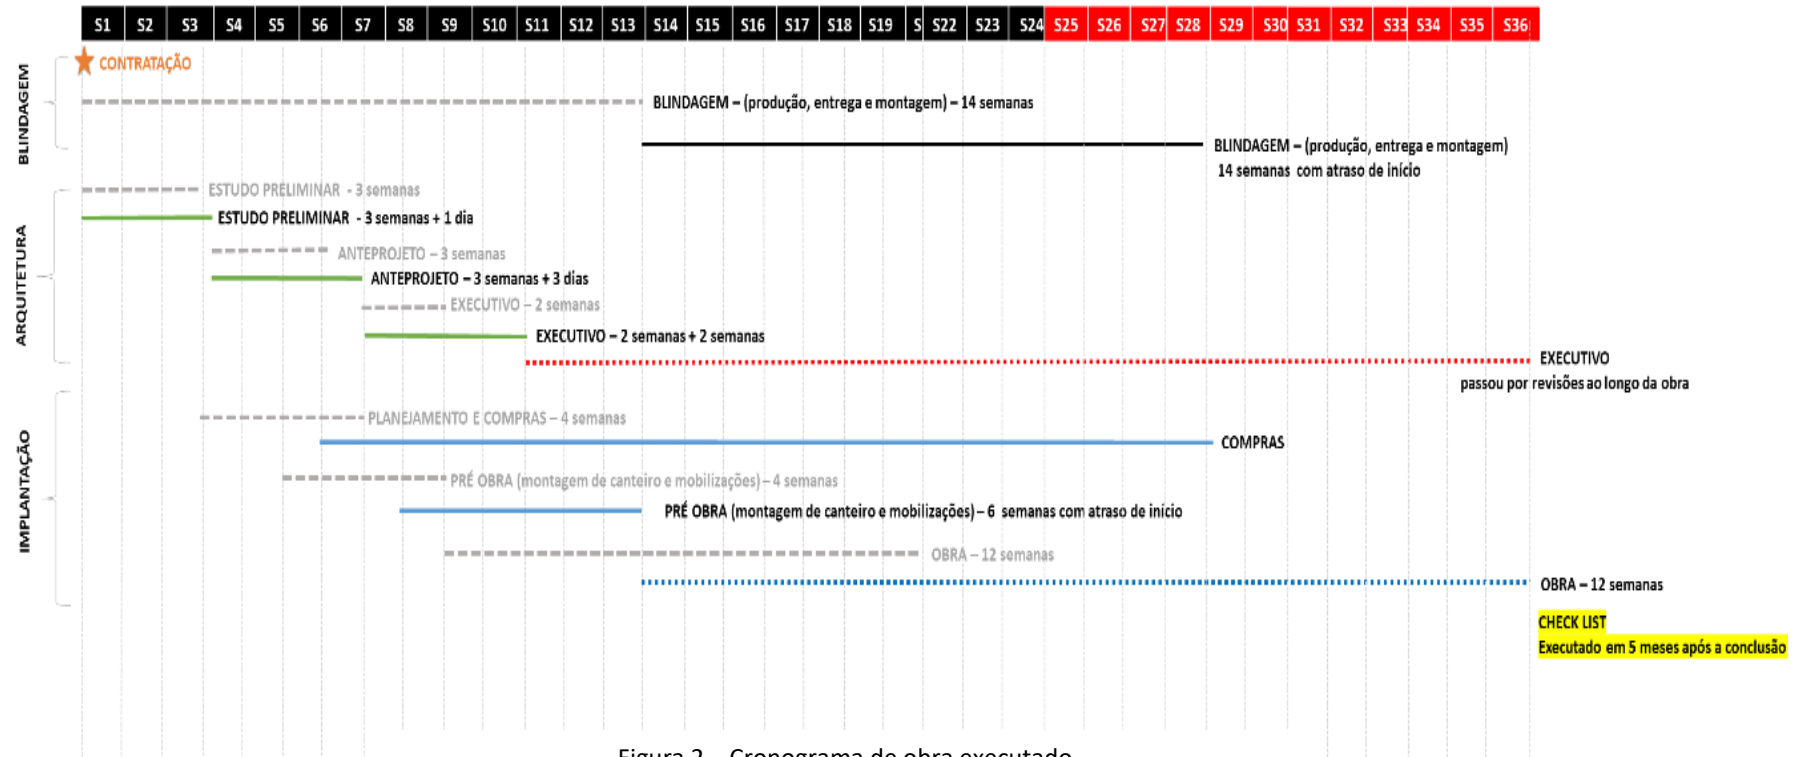 S1 S2 S3 S4 S5 S6 S7 S8 S9 S10 S11 S12 S13 S14 S15 S16 S17 S18 S19 S S22 S23 S24 S25 S26 S27 S28 S29 S30 S31 S32 S33 S34 S35 S36
BLINDAGEM
CONTRATAÇÃO
BLINDAGEM – (produção, entrega e montagem) – 14 semanas
BLINDAGEM – (produção, entrega e montagem)
14 semanas com atraso de início
ARQUITETURA
ESTUDO PRELIMINAR - 3 semanas
ESTUDO PRELIMINAR - 3 semanas + 1 dia
ANTEPROJETO – 3 semanas
ANTEPROJETO – 3 semanas + 3 dias
EXECUTIVO – 2 semanas
EXECUTIVO – 2 semanas + 2 semanas
EXECUTIVO
passou por revisões ao longo da obra
IMPLANTAÇÃO
PLANEJAMENTO E COMPRAS – 4 semanas
COMPRAS
PRÉ OBRA (montagem de canteiro e mobilizações) – 4 semanas
PRÉ OBRA (montagem de canteiro e mobilizações) – 6 semanas com atraso de início
OBRA – 12 semanas
OBRA – 12 semanas
CHECK LIST
Executado em 5 meses após a conclusão
Figura 2 – Cronograma de obra executado